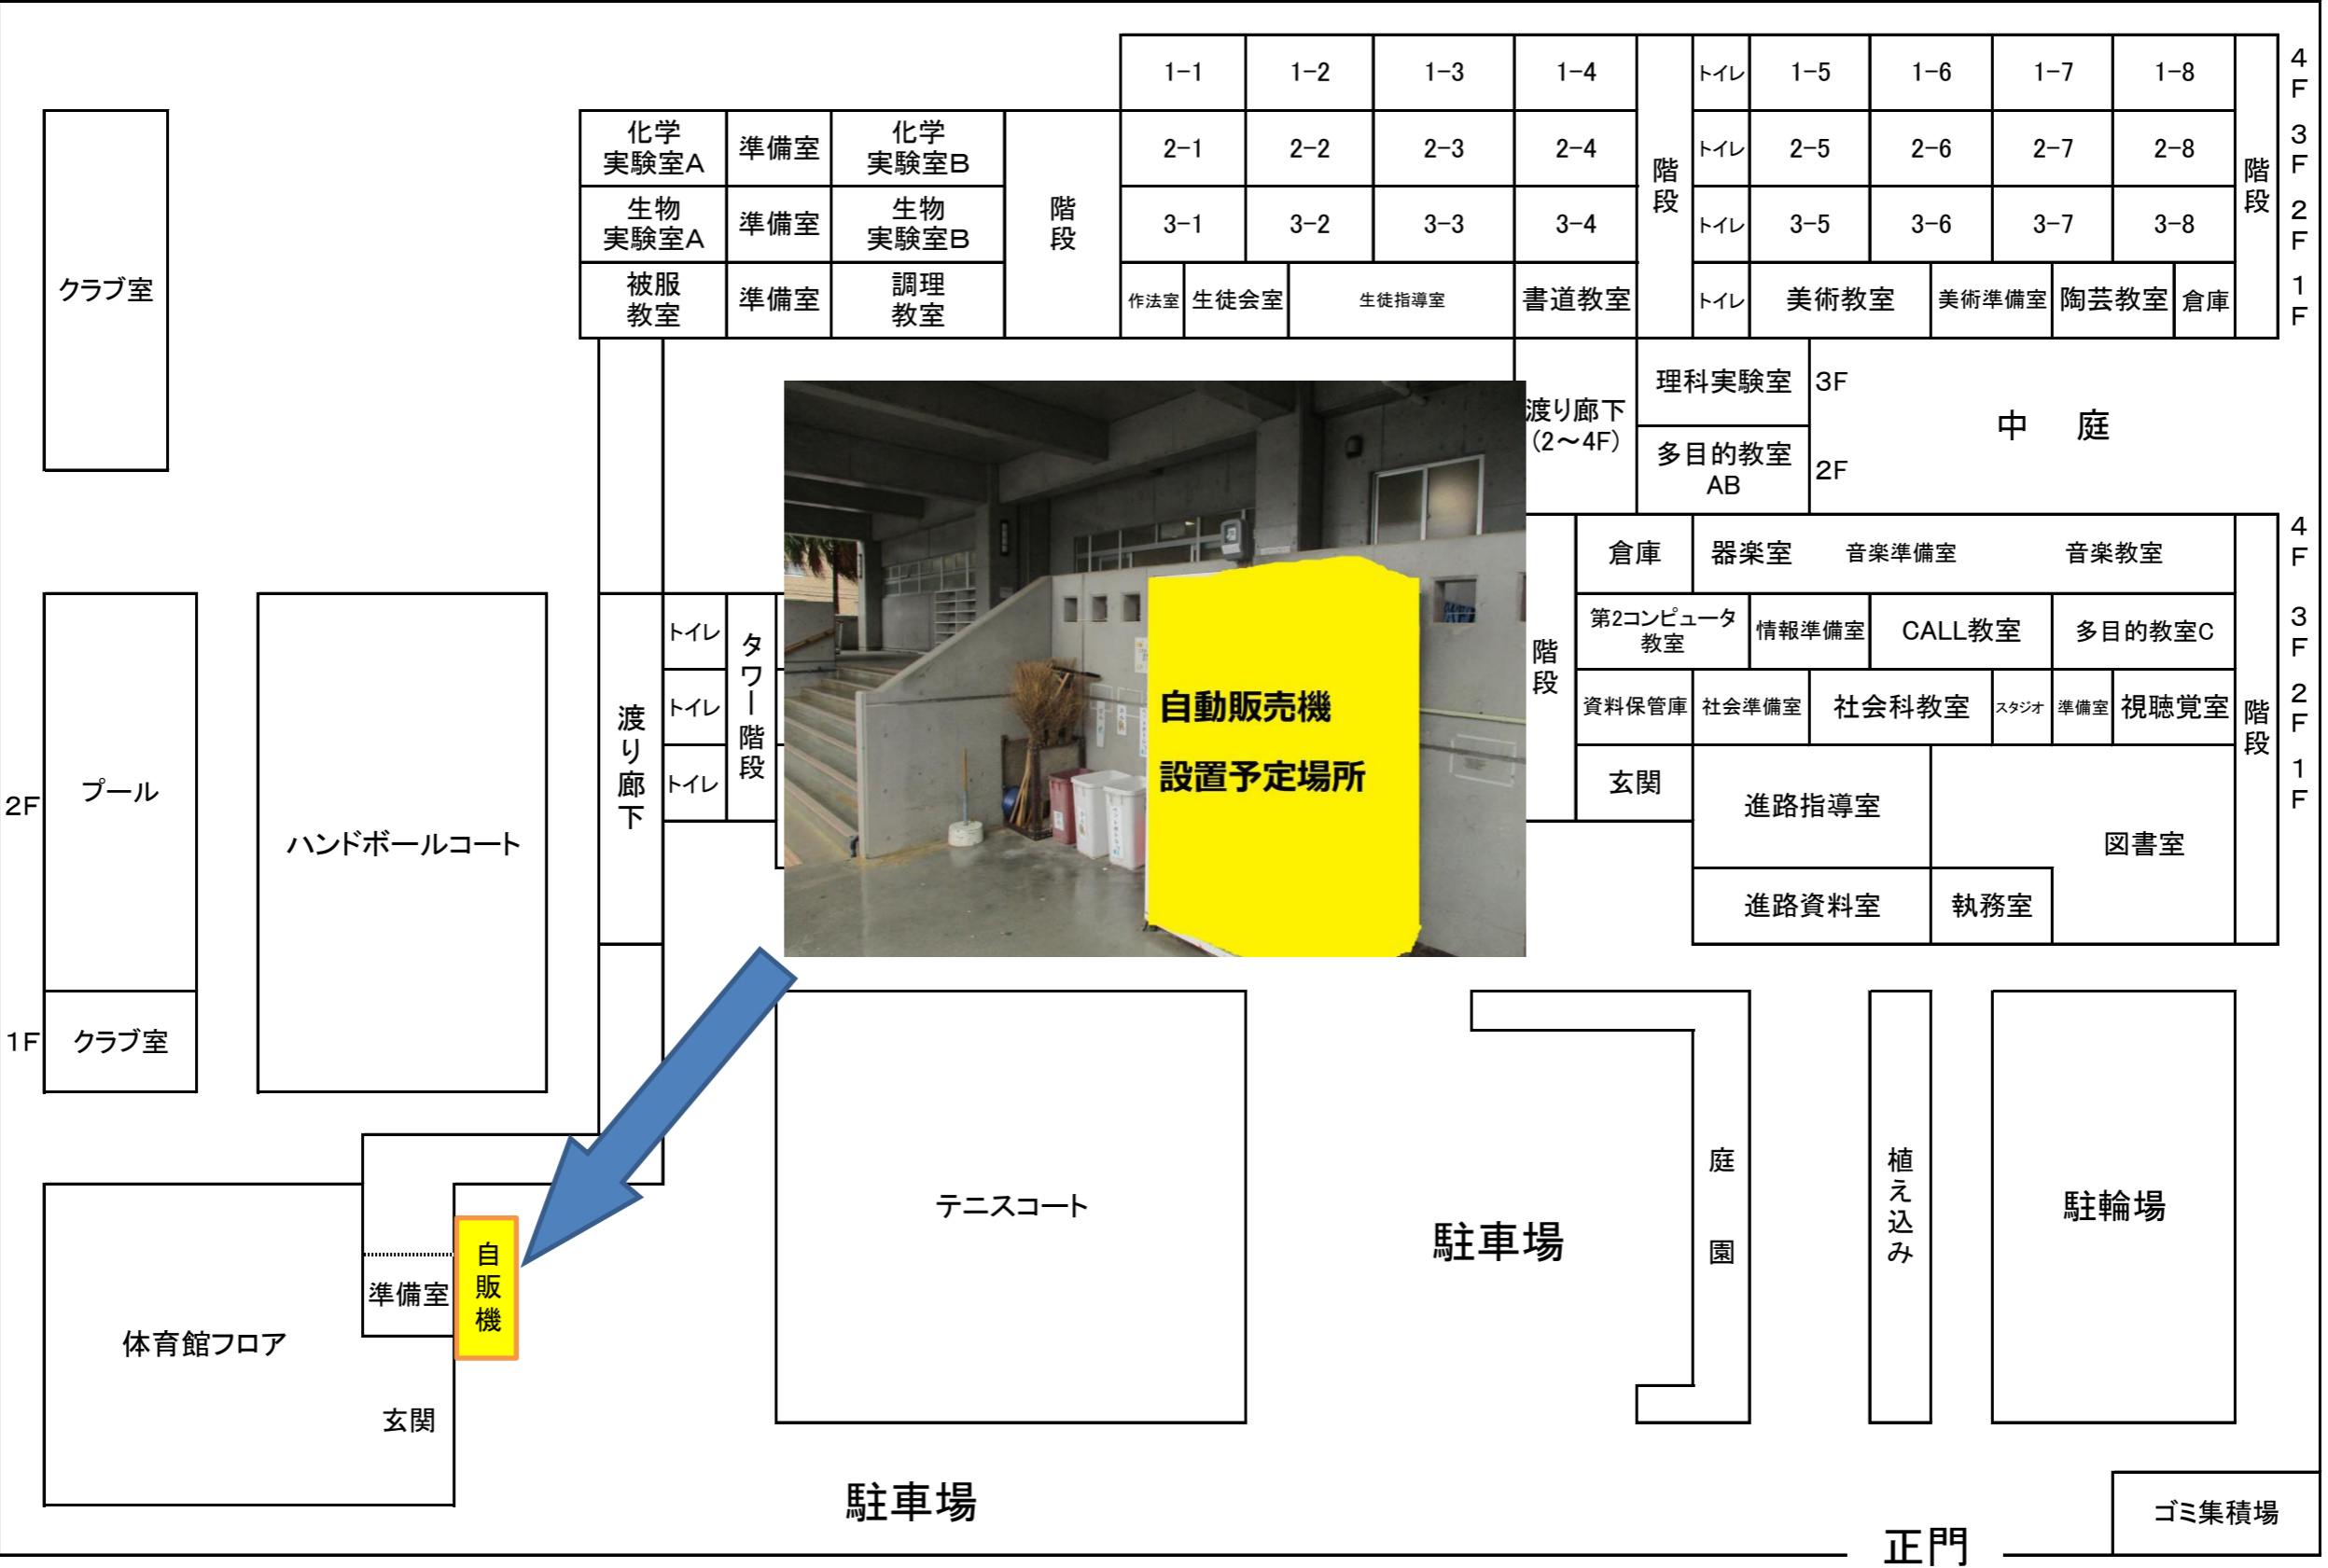 1-1 1-2 1-3 1-4 トイレ 1-5 1-6 1-7 1-8 4F
化学実験室A 準備室 化学実験室B 2-1 2-2 2-3 2-4 トイレ 2-5 2-6 2-7 2-8 3F
生物実験室A 準備室 生物実験室B 階段 3-1 3-2 3-3 3-4 階段 トイレ 3-5 3-6 3-7 3-8 階段 2F
被服教室 準備室 調理教室 作法室 生徒会室 生徒指導室 書道教室 トイレ 美術教室 美術準備室 陶芸教室 倉庫 1F
クラブ室
渡り廊下
(2～4F)
理科実験室 3F
多目的教室
AB
2F
中 庭
倉庫 器楽室 音楽準備室 音楽教室 4F
トイレ 第2コンピュータ教室 情報準備室 CALL教室 多目的教室C 3F
トイレ 資料保管庫 社会準備室 社会科教室 スタジオ 準備室 視聴覚室 2F
トイレ 玄関 1F
タワー階段
階段
階段
渡り廊下
進路指導室
図書室
進路資料室 執務室
自動販売機
設置予定場所
2F プール
ハンドボールコート
1F クラブ室
テニスコート
駐車場
庭園
植え込み
駐輪場
自販機
準備室
体育館フロア
玄関
駐車場
正門
ゴミ集積場